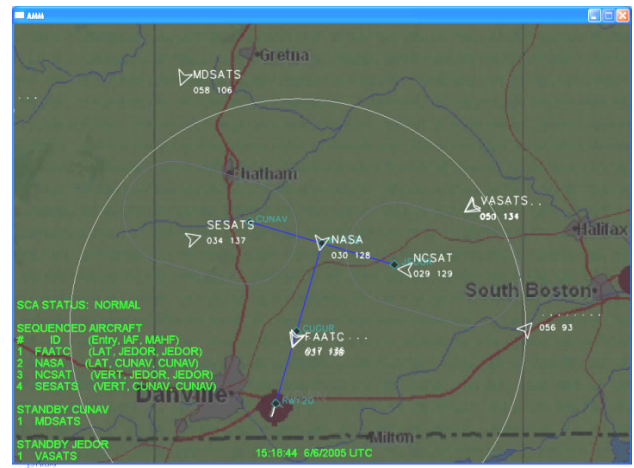 AMM
Gretna
MDSATS
058 106
...
hatham
VASATS..
050 134
SESATS
034 137
CUNAV
NASA
030 128
Halifax
NCSAT
029 129
South Boston
SCA STATUS: NORMAL
........
056 93
SEQUENCED AIRCRAFT
# ID (Entry, IAF, MAHF)
CUGUR
FAATC...
1 FAATC (LAT, JEDOR, JEDOR)
2 NASA (LAT, CUNAV, CUNAV)
3 NCSAT (VERT, JEDOR, JEDOR)
4 SESATS (VERT, CUNAV, CUNAV)
Danville
RWY20
STANDBY CUNAV
1 MDSATS
Milton
STANDBY JEDOR
1 VASATS
15:18:44 6/6/2005 UTC